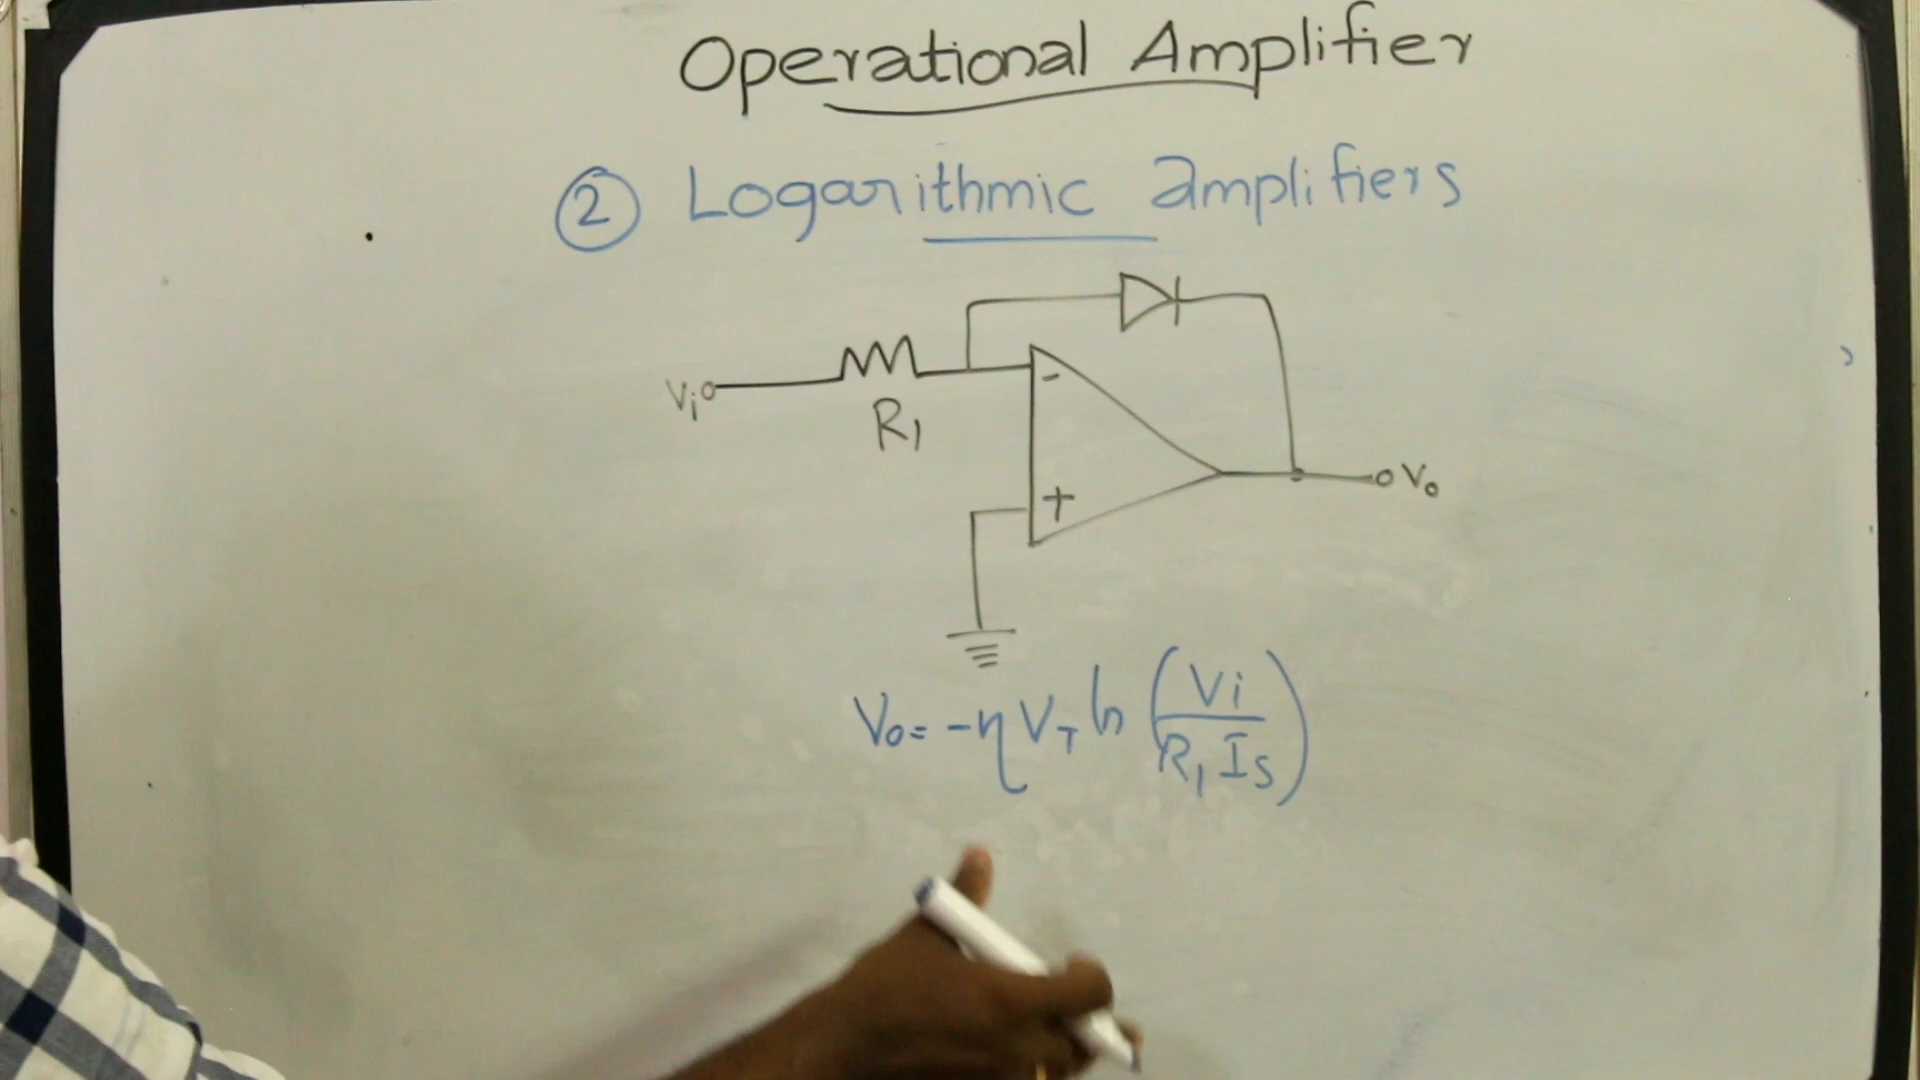 Operational Amplifier
② Logarithmic amplifiers
Vi
R1
-
+
Vo
Vo = -η VT ln (Vi / R1 Is)